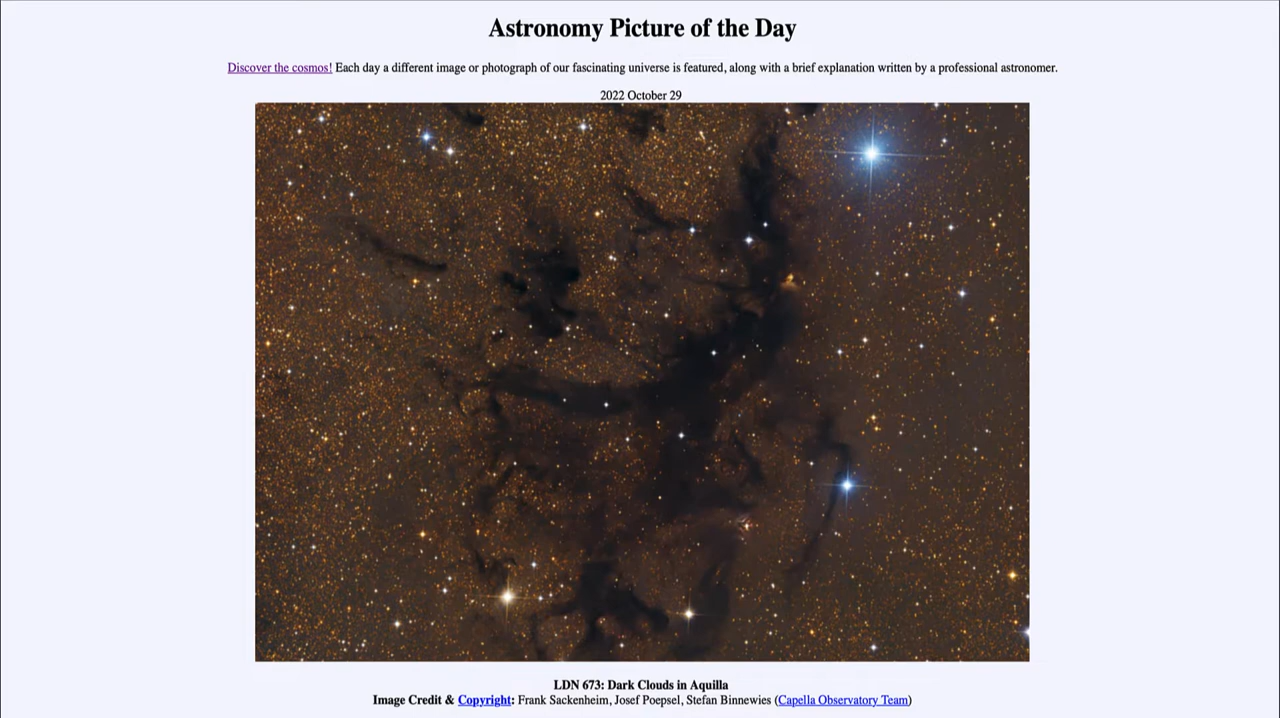 Astronomy Picture of the Day
Discover the cosmos! Each day a different image or photograph of our fascinating universe is featured, along with a brief explanation written by a professional astronomer.
2022 October 29
LDN 673: Dark Clouds in Aquilla
Image Credit & Copyright: Frank Sackenheim, Josef Poepsel, Stefan Binnewies (Capella Observatory Team)